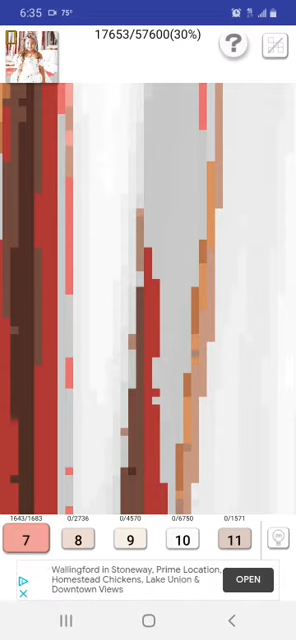 6:35 75°
17653/57600(30%)
?
1643/1683 0/2736 0/4570 0/6750 0/1571
7 8 9 10 11
Wallingford in Stoneway, Prime Location,
Homestead Chickens, Lake Union &
Downtown Views
OPEN